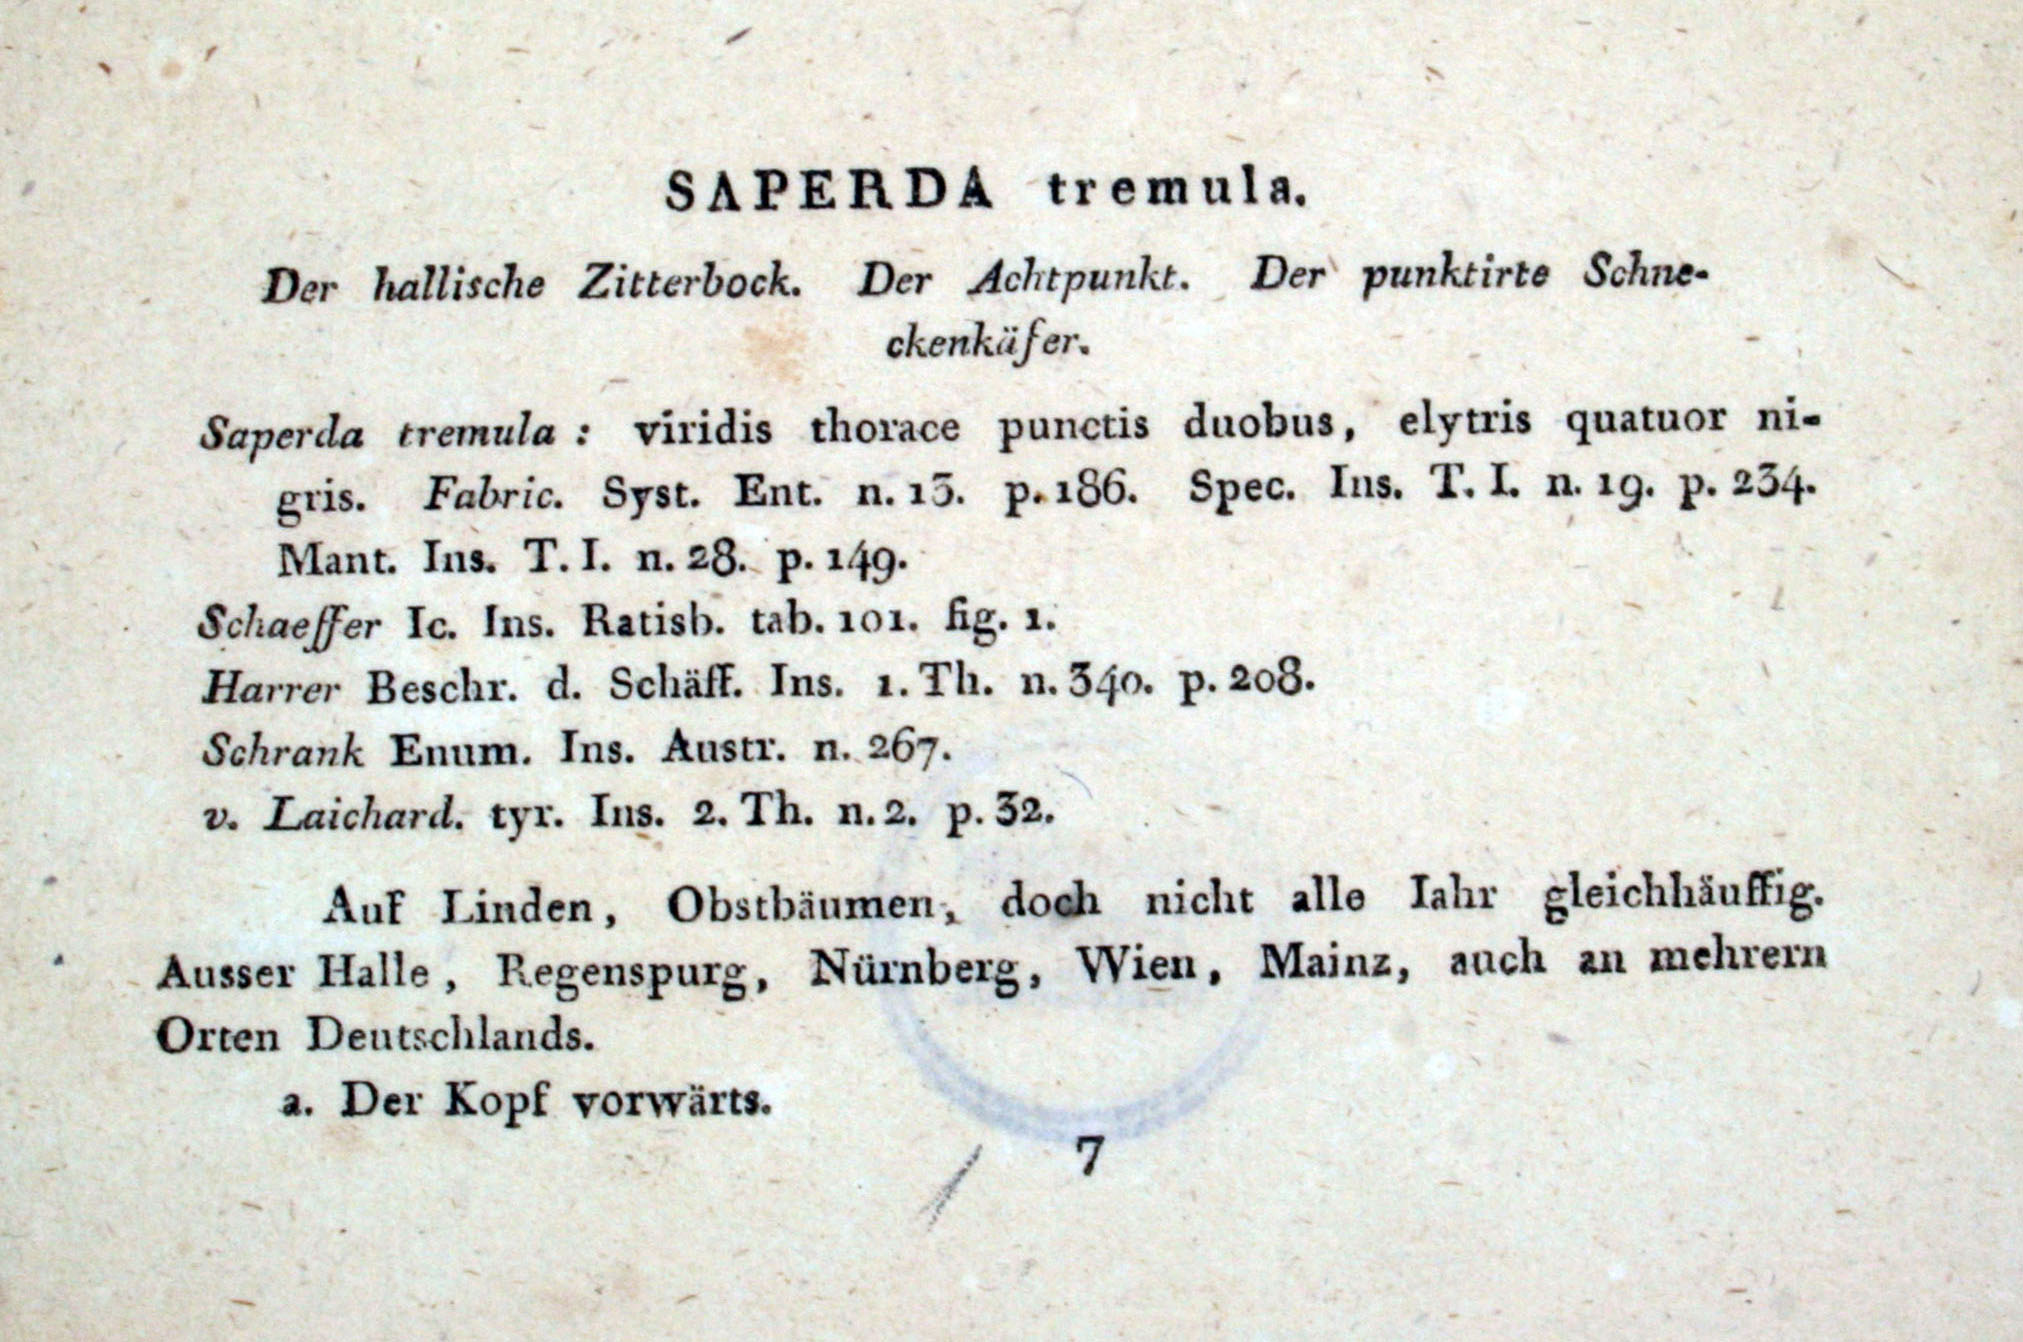 SAPERDA tremula.
Der hallische Zitterbock. Der Achtpunkt. Der punktirte Schne-
ckenkäfer.
Saperda tremula : viridis thorace punctis duobus, elytris quatuor ni-
gris. Fabric. Syst. Ent. n. 13. p. 186. Spec. Ins. T. I. n. 19. p. 234.
Mant. Ins. T. I. n. 28. p. 149.
Schaeffer Ic. Ins. Ratisb. tab. 101. fig. 1.
Harrer Beschr. d. Schäff. Ins. 1. Th. n. 340. p. 208.
Schrank Enum. Ins. Austr. n. 267.
v. Laichard. tyr. Ins. 2. Th. n. 2. p. 32.
Auf Linden, Obstbäumen, doch nicht alle Iahr gleichhäuffig.
Ausser Halle, Regenspurg, Nürnberg, Wien, Mainz, auch an mehrern
Orten Deutschlands.
a. Der Kopf vorwärts.
7